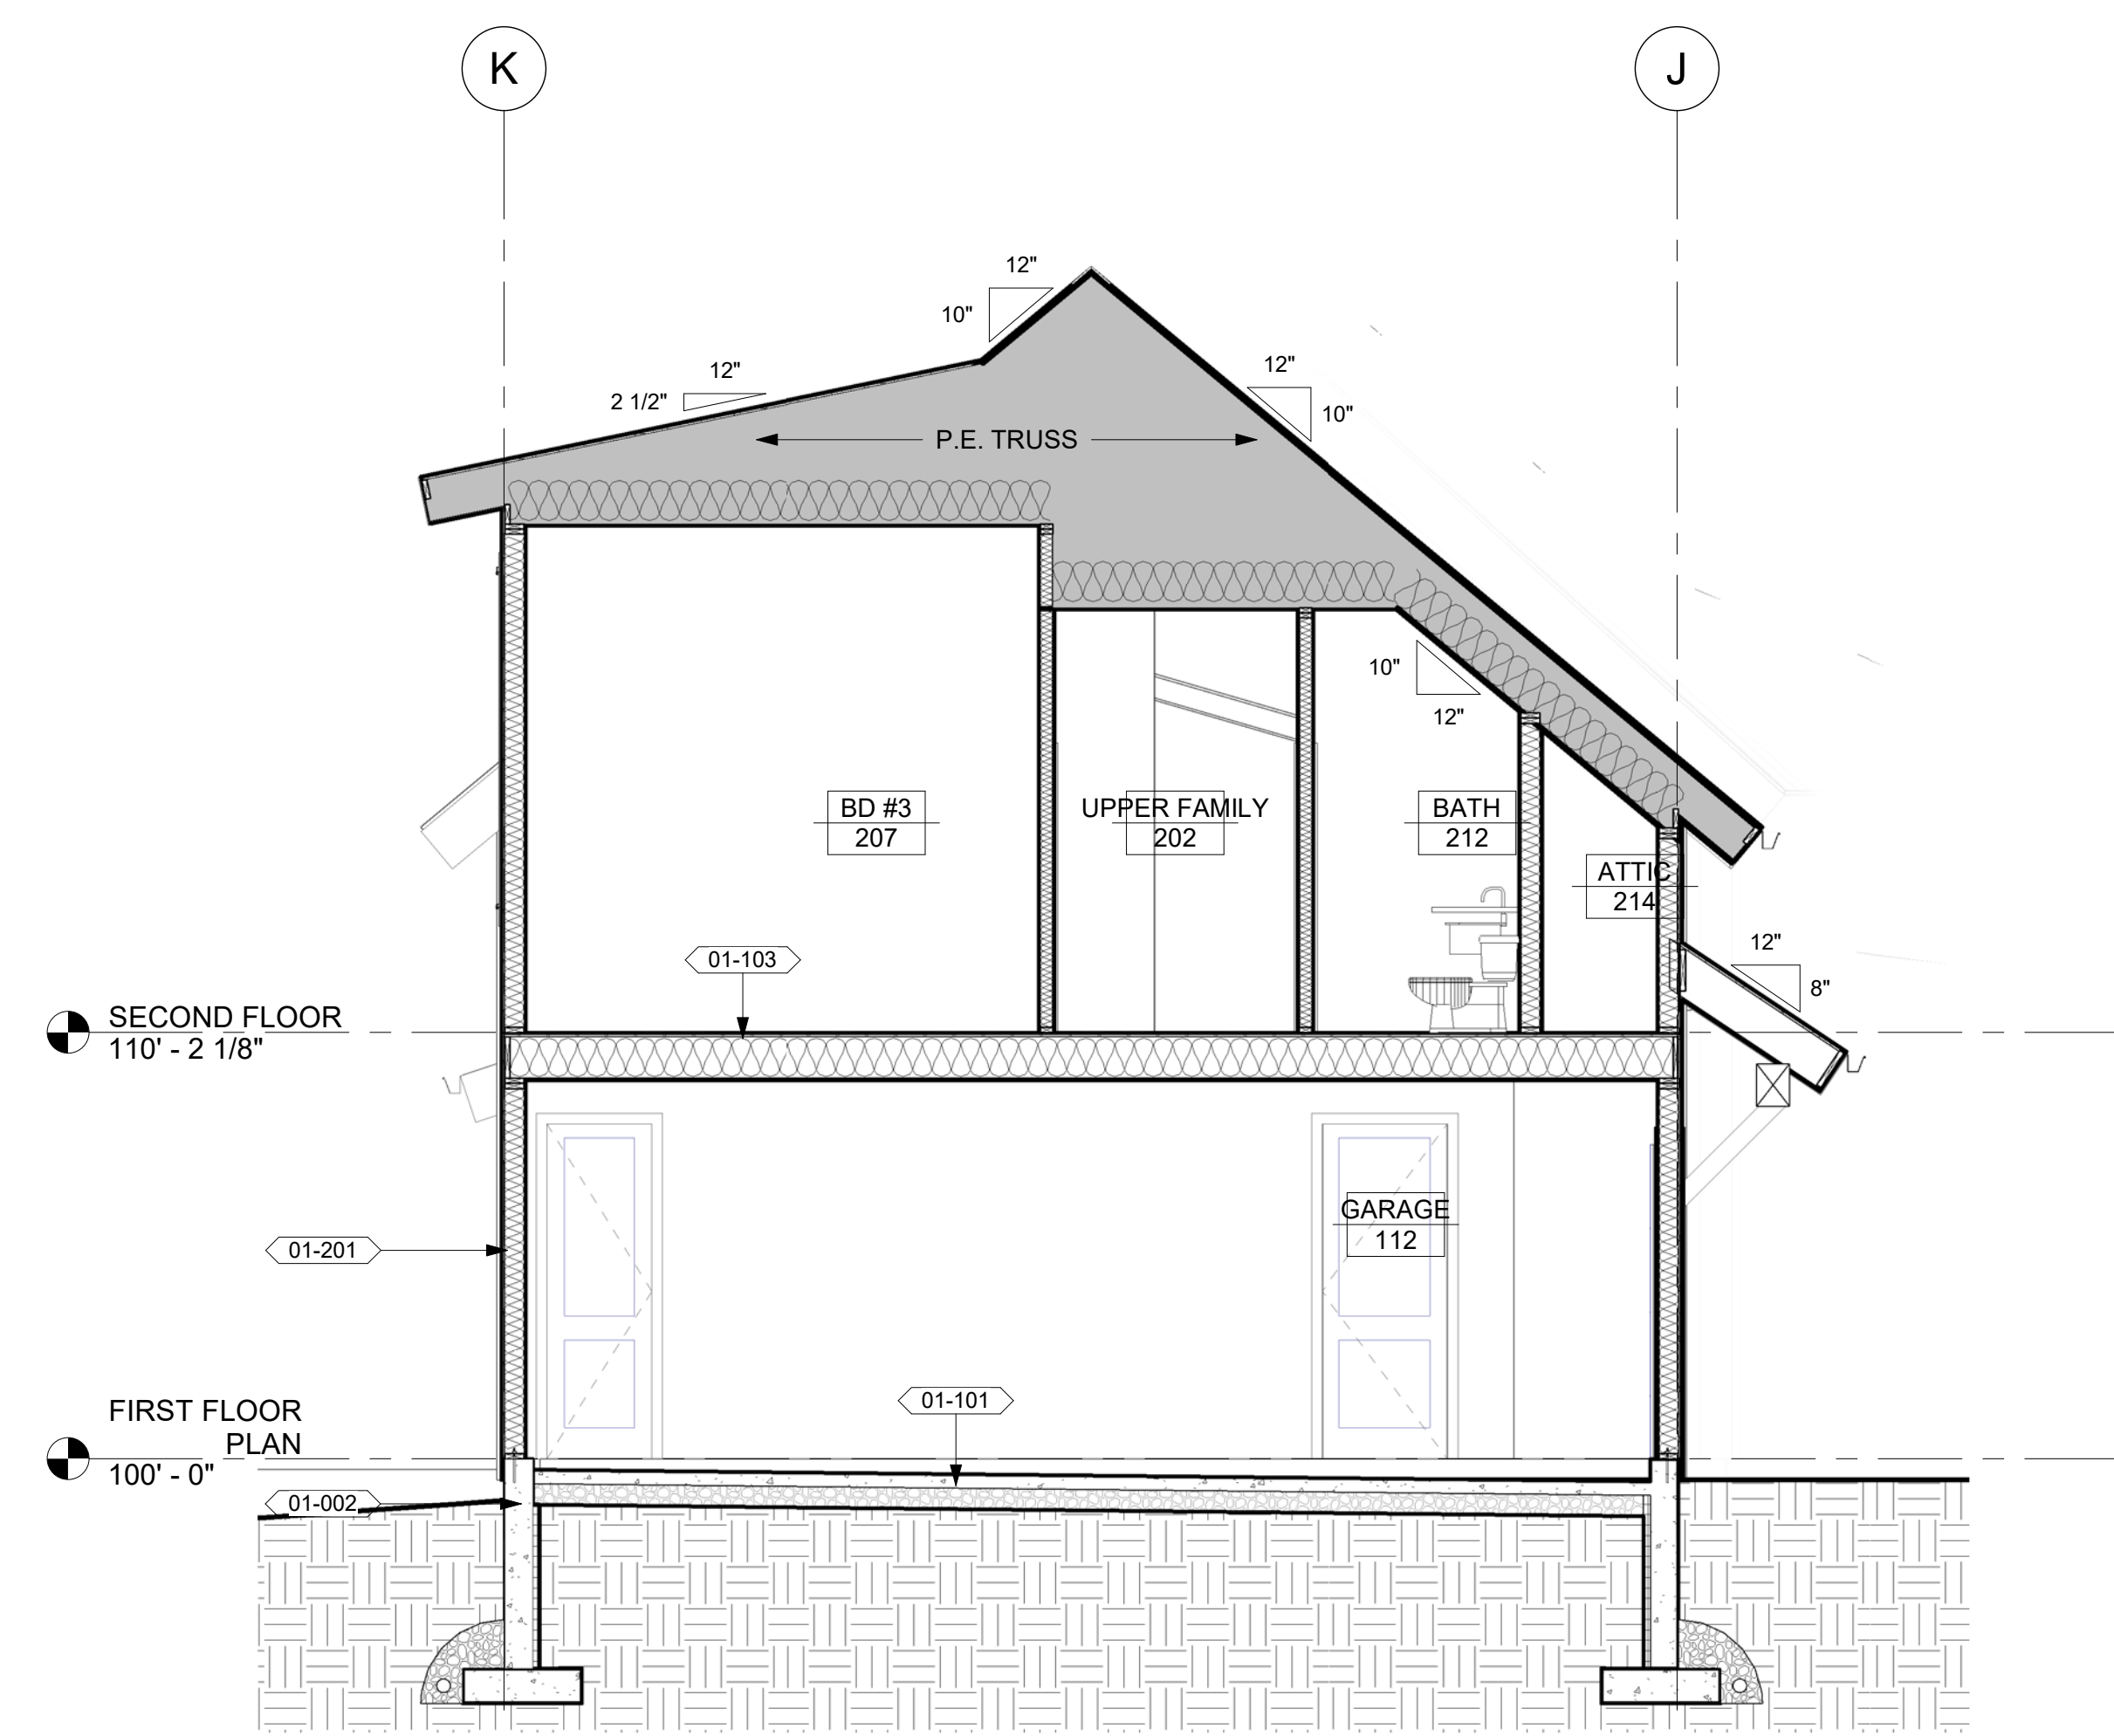 K
J
12"
10"
12"
2 1/2"
12"
10"
P.E. TRUSS
10"
12"
BD #3
207
UPPER FAMILY
202
BATH
212
ATTIC
214
01-103
12"
8"
SECOND FLOOR
110' - 2 1/8"
GARAGE
112
01-201
01-101
FIRST FLOOR
PLAN
100' - 0"
01-002